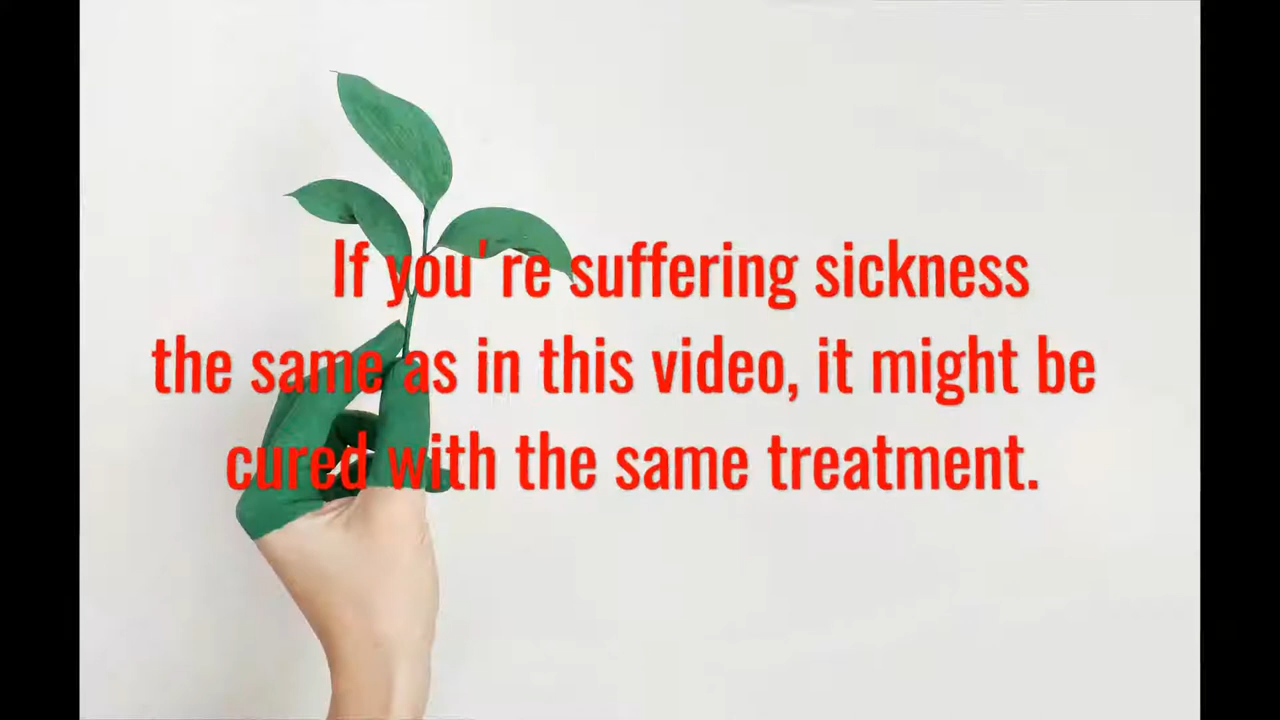 If you're suffering sickness
the same as in this video, it might be
cured with the same treatment.